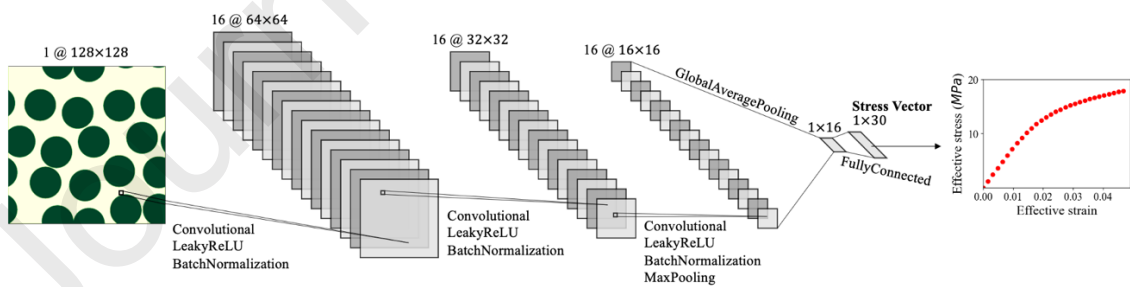 1 @ 128×128
16 @ 64×64
16 @ 32×32
16 @ 16×16
Convolutional
LeakyReLU
BatchNormalization
Convolutional
LeakyReLU
BatchNormalization
Convolutional
LeakyReLU
BatchNormalization
MaxPooling
GlobalAveragePooling
1×16
FullyConnected
Stress Vector
1×30
Effective stress (MPa)
20
10
0
0.00 0.01 0.02 0.03 0.04
Effective strain
Journ